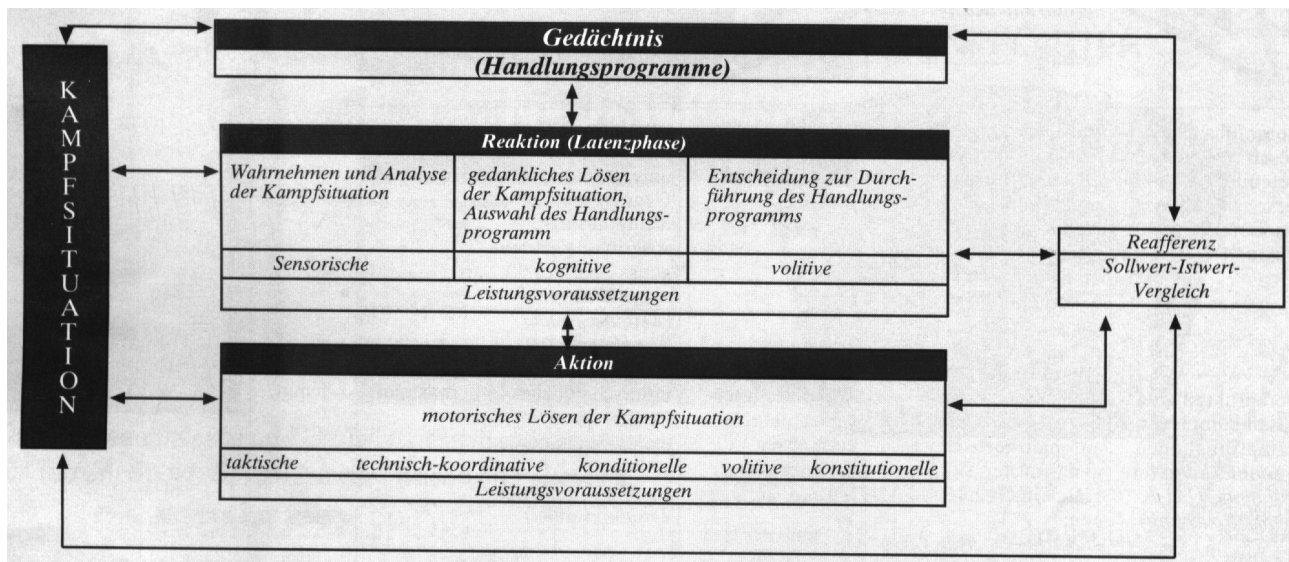 KAMPFSITUATION
Gedächtnis
(Handlungsprogramme)
Reaktion (Latenzphase)
Wahrnehmen und Analyse
der Kampfsituation
gedankliches Lösen
der Kampfsituation,
Auswahl des Handlungs-
programm
Entscheidung zur Durch-
führung des Handlungs-
programms
Sensorische
kognitive
volitive
Leistungsvoraussetzungen
Reafferenz
Sollwert-Istwert-
Vergleich
Aktion
motorisches Lösen der Kampfsituation
taktische technisch-koordinative konditionelle volitive konstitutionelle
Leistungsvoraussetzungen